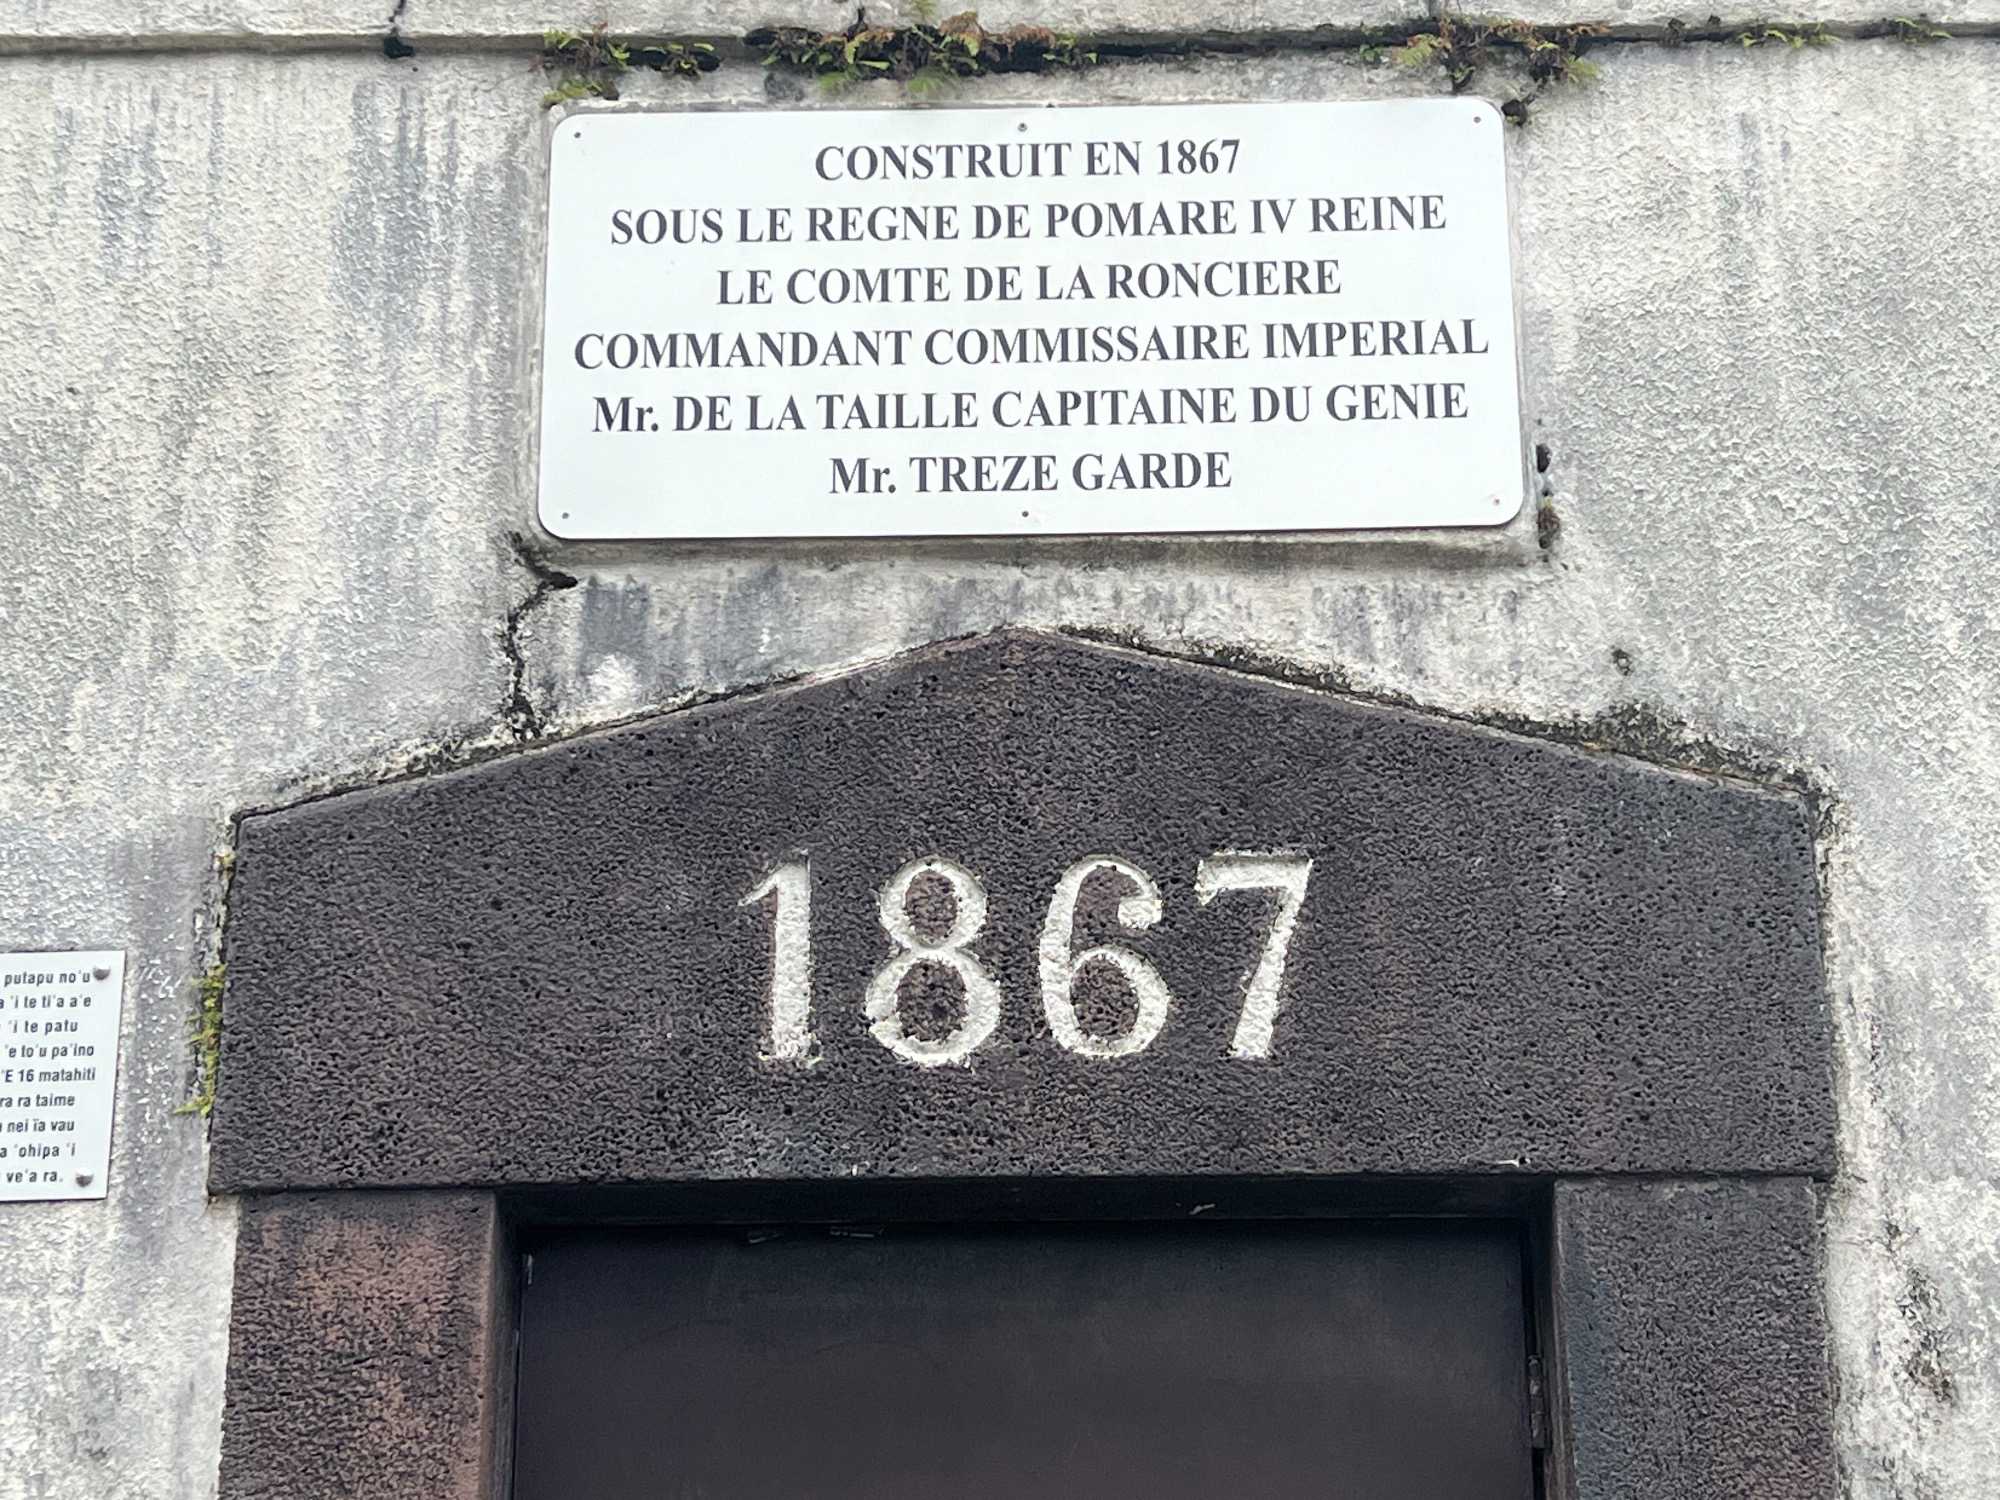 CONSTRUIT EN 1867
SOUS LE REGNE DE POMARE IV REINE
LE COMTE DE LA RONCIERE
COMMANDANT COMMISSAIRE IMPERIAL
Mr. DE LA TAILLE CAPITAINE DU GENIE
Mr. TREZE GARDE
1867
putapu no'u
'i te ti'a a'e
'i te patu
'e to'u pa'ino
'E 16 matahiti
ra ra taime
nei ïa vau
a 'ohipa 'i
ve'a ra.